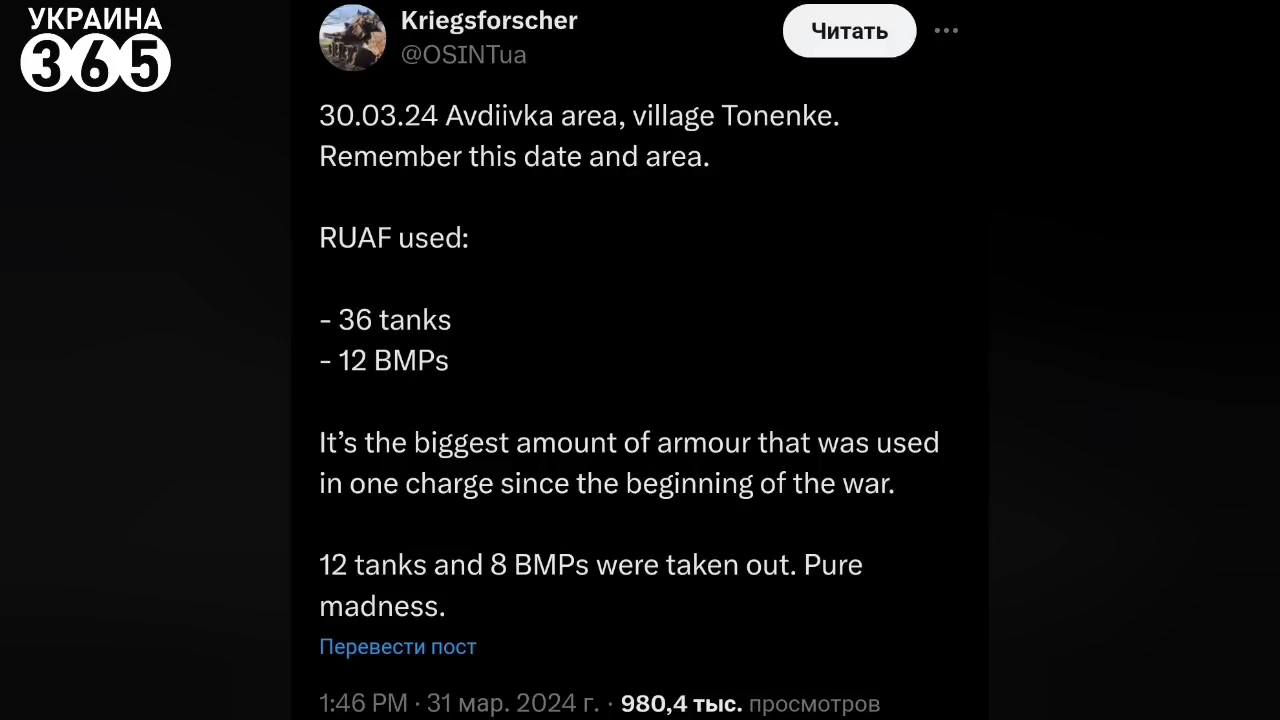 УКРАИНА
365
Kriegsforscher
@OSINTua
Читать
30.03.24 Avdiivka area, village Tonenke.
Remember this date and area.
RUAF used:
- 36 tanks
- 12 BMPs
It’s the biggest amount of armour that was used
in one charge since the beginning of the war.
12 tanks and 8 BMPs were taken out. Pure
madness.
Перевести пост
1:46 PM · 31 мар. 2024 г. · 980,4 тыс. просмотров